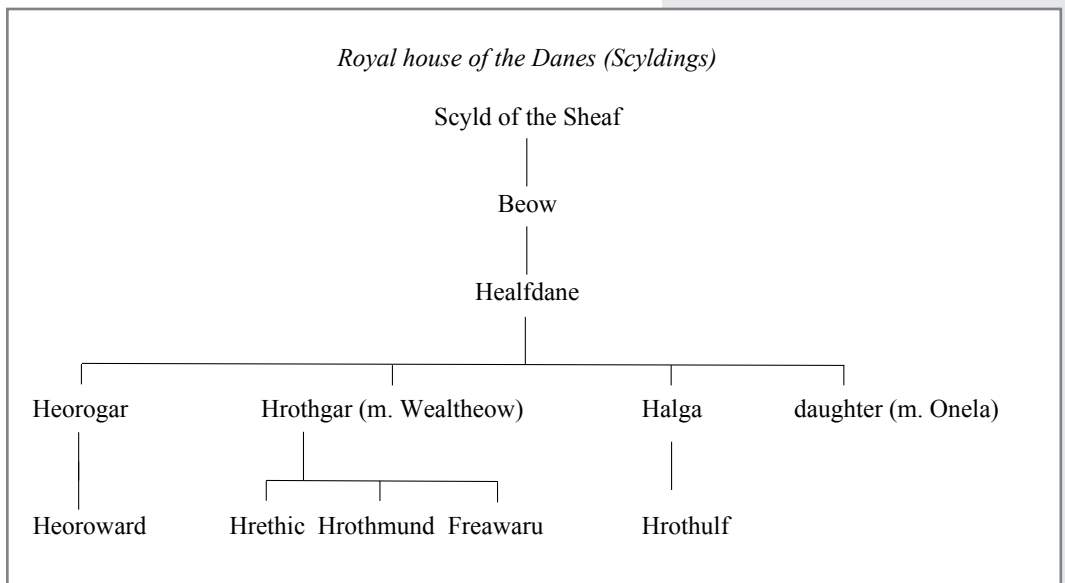 Royal house of the Danes (Scyldings)
Scyld of the Sheaf
Beow
Healfdane
Heorogar Hrothgar (m. Wealtheow) Halga daughter (m. Onela)
Heoroward Hrethic Hrothmund Freawaru Hrothulf